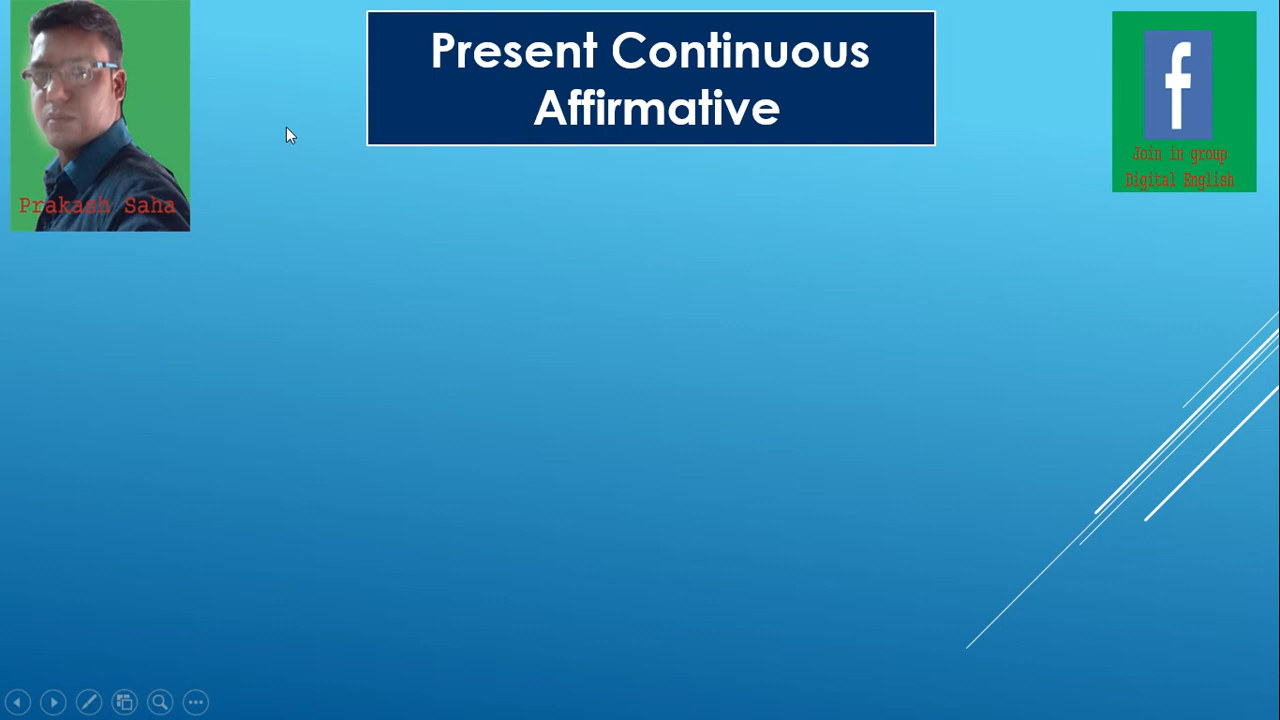 Present Continuous
Affirmative
Prakash Saha
f
Join in group
Digital English